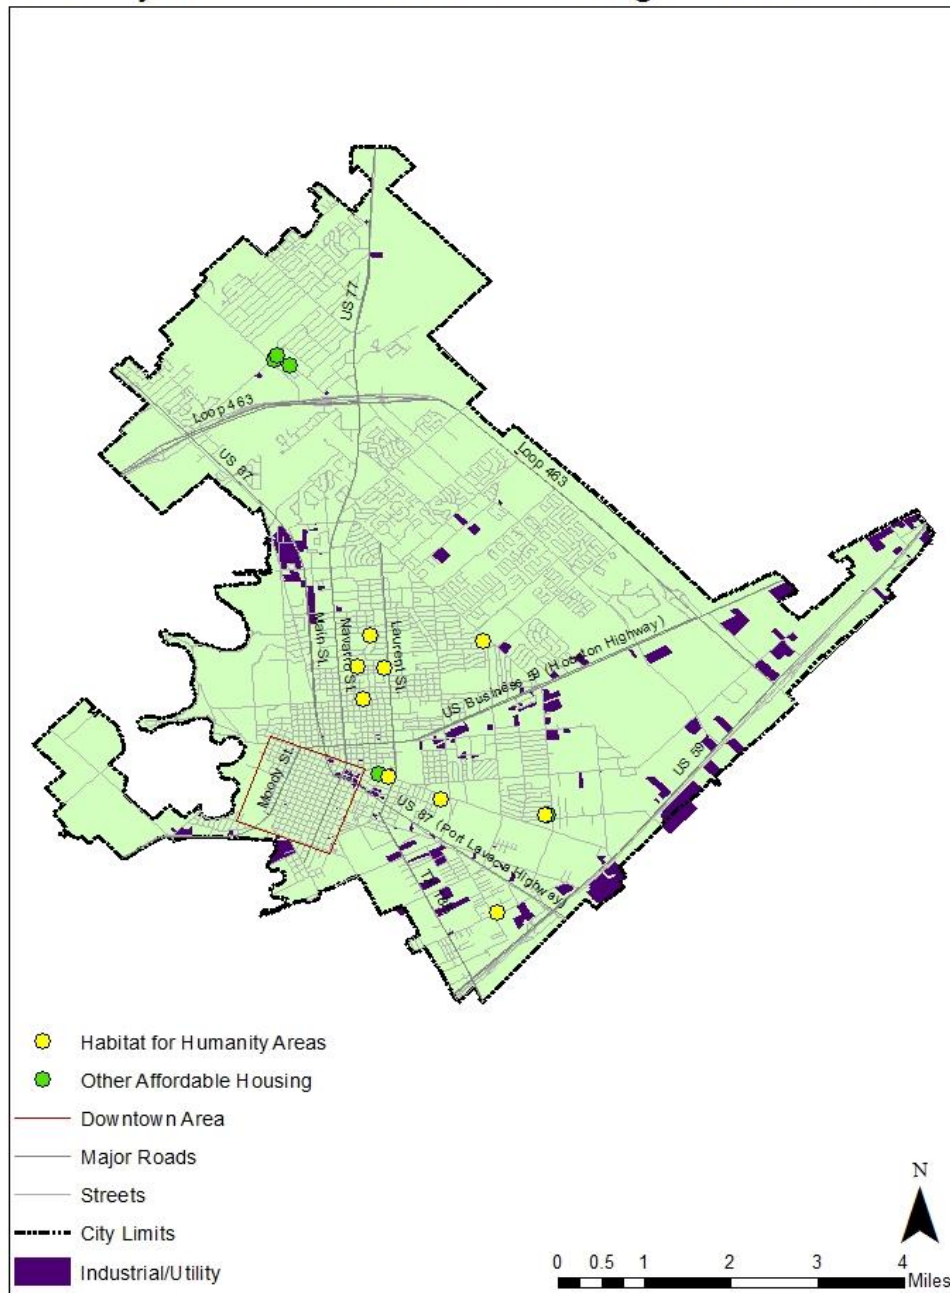 US 77
Loop 463
US 87
Loop 463
Main St.
Navarro St.
Laurent St.
US Business 59 (Houston Highway)
Moody St.
US 59
US 87 (Port Lavaca Highway)
Habitat for Humanity Areas
Other Affordable Housing
Downtown Area
Major Roads
Streets
City Limits
Industrial/Utility
N
0 0.5 1 2 3 4
Miles